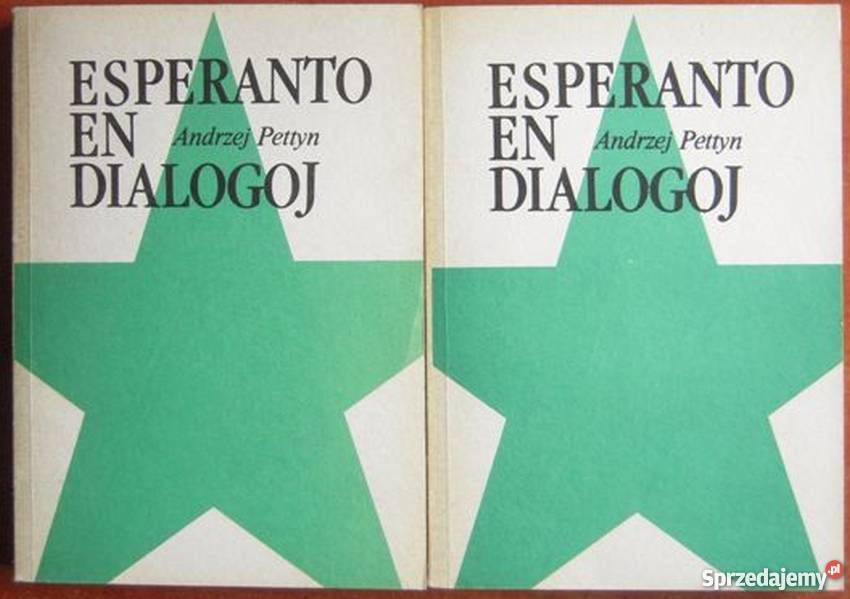 ESPERANTO
EN Andrzej Pettyn
DIALOGOJ
ESPERANTO
EN Andrzej Pettyn
DIALOGOJ
Sprzedajemy.pl